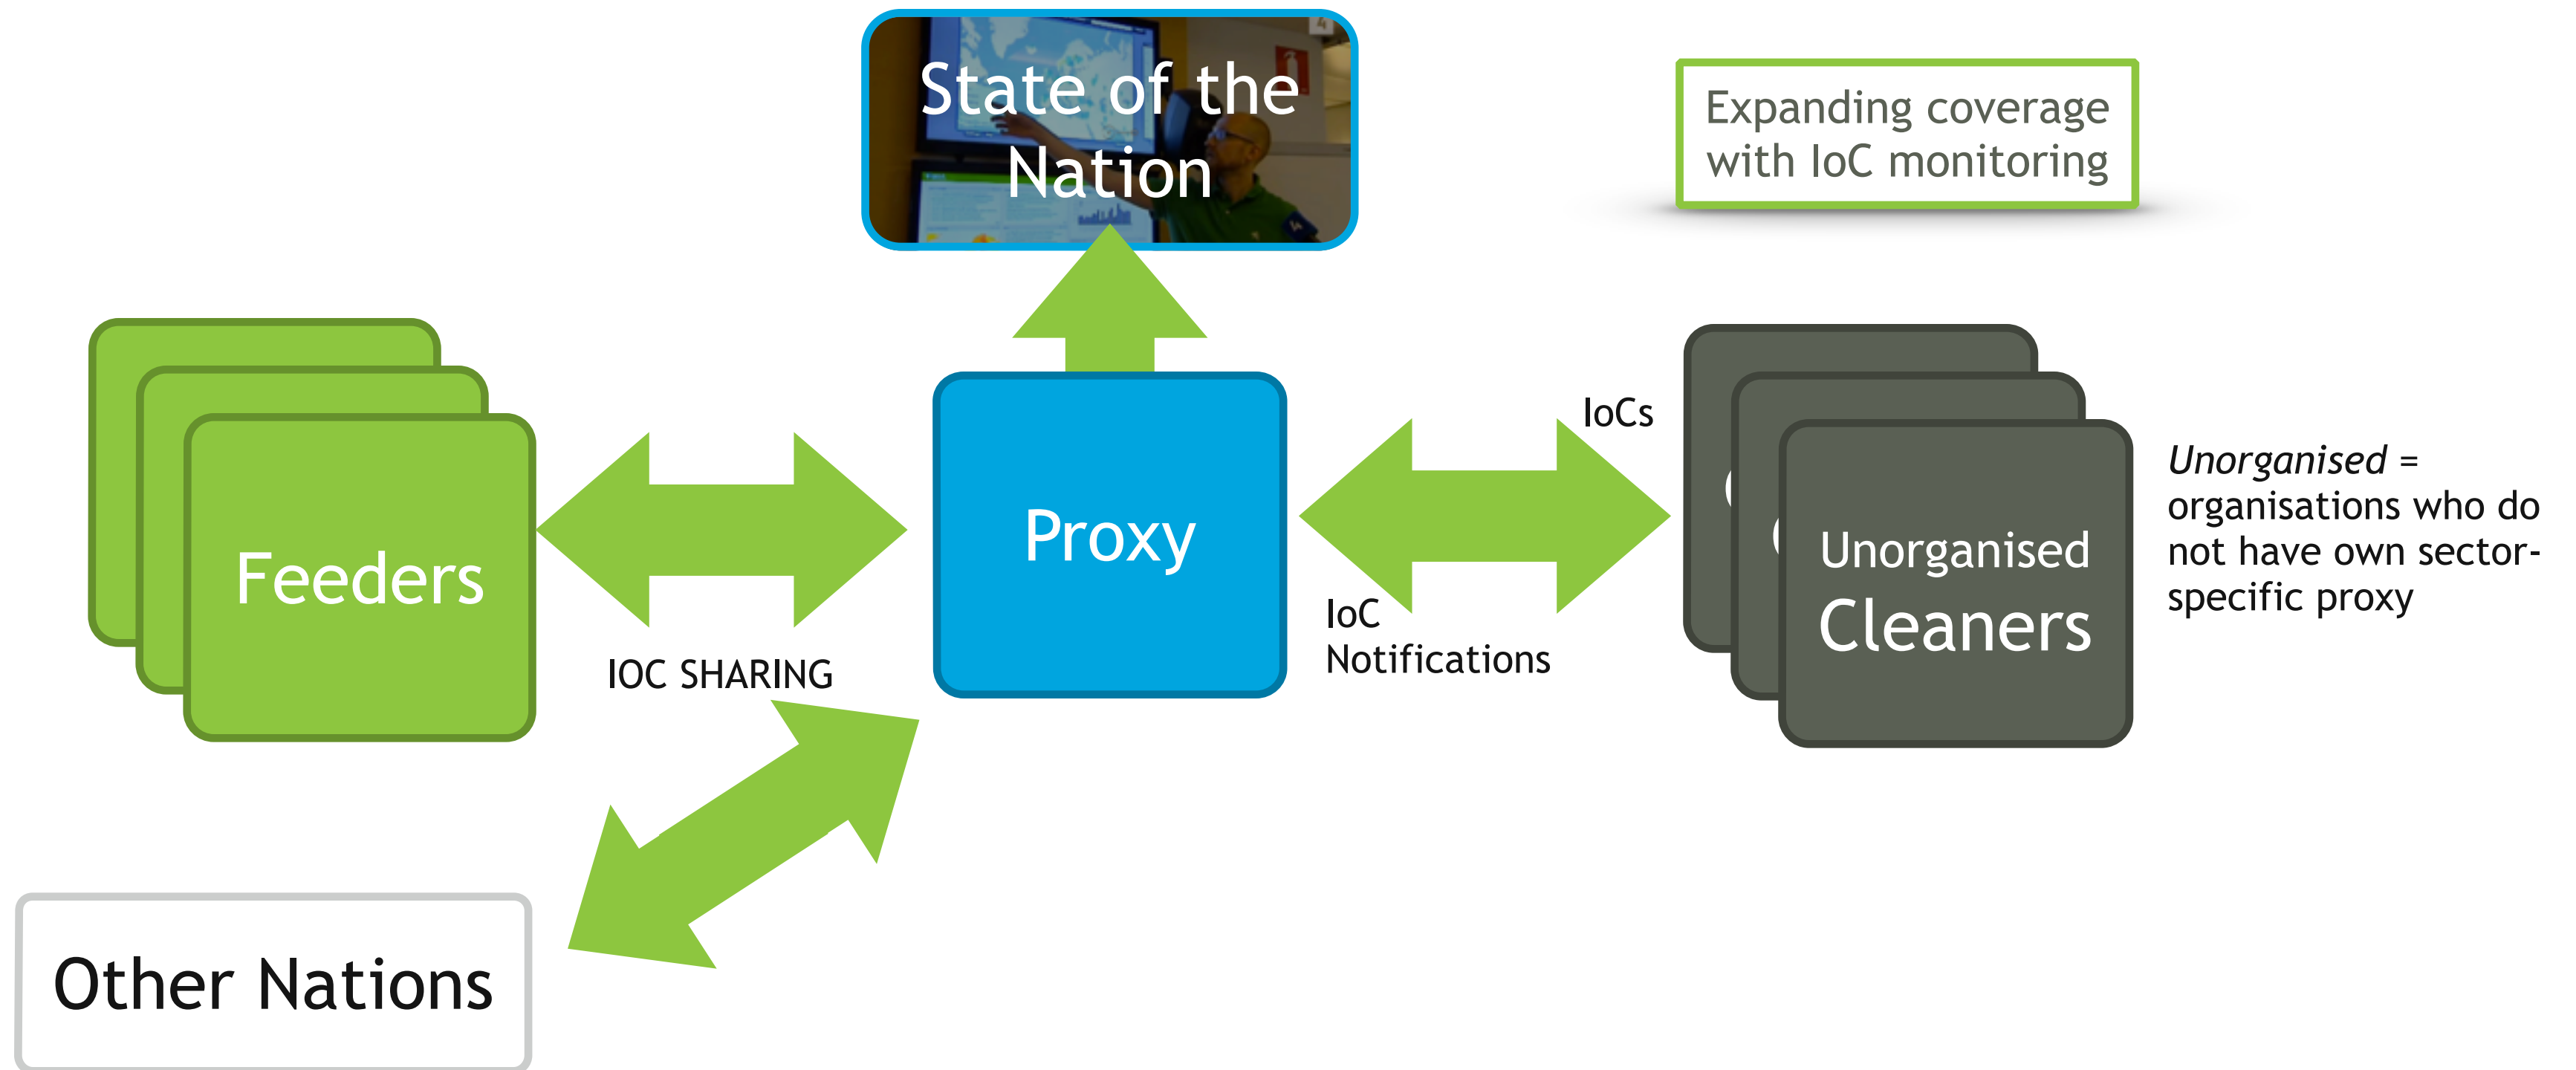 State of the
Nation
Expanding coverage
with IoC monitoring
Feeders
IOC SHARING
Proxy
IoCs
IoC
Notifications
Unorganised
Cleaners
Unorganised =
organisations who do
not have own sector-
specific proxy
Other Nations